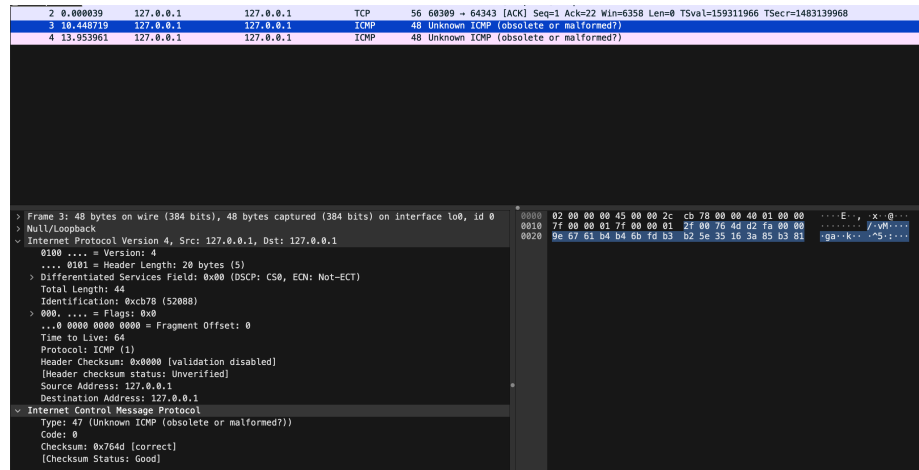 2 0.000039 127.0.0.1 127.0.0.1 TCP 56 60309 → 64343 [ACK] Seq=1 Ack=22 Win=6358 Len=0 TSval=159311966 TSecr=1483139968
3 10.448719 127.0.0.1 127.0.0.1 ICMP 48 Unknown ICMP (obsolete or malformed?)
4 13.953961 127.0.0.1 127.0.0.1 ICMP 48 Unknown ICMP (obsolete or malformed?)
> Frame 3: 48 bytes on wire (384 bits), 48 bytes captured (384 bits) on interface lo0, id 0
> Null/Loopback
Internet Protocol Version 4, Src: 127.0.0.1, Dst: 127.0.0.1
0100 .... = Version: 4
.... 0101 = Header Length: 20 bytes (5)
> Differentiated Services Field: 0x00 (DSCP: CS0, ECN: Not-ECT)
Total Length: 44
Identification: 0xcb78 (52088)
> 000. .... = Flags: 0x0
...0 0000 0000 0000 = Fragment Offset: 0
Time to Live: 64
Protocol: ICMP (1)
Header Checksum: 0x0000 [validation disabled]
[Header checksum status: Unverified]
Source Address: 127.0.0.1
Destination Address: 127.0.0.1
Internet Control Message Protocol
Type: 47 (Unknown ICMP (obsolete or malformed?))
Code: 0
Checksum: 0x764d [correct]
[Checksum Status: Good]
0000 02 00 00 00 45 00 00 2c cb 78 00 00 40 01 00 00 ····E··, ·x··@···
0010 7f 00 00 01 7f 00 00 01 2f 00 76 4d d2 fa 00 00 ········ /·vM····
0020 9e 67 61 b4 b4 6b fd b3 b2 5e 35 16 3a 85 b3 81 ·ga··k·· ·^5·:···